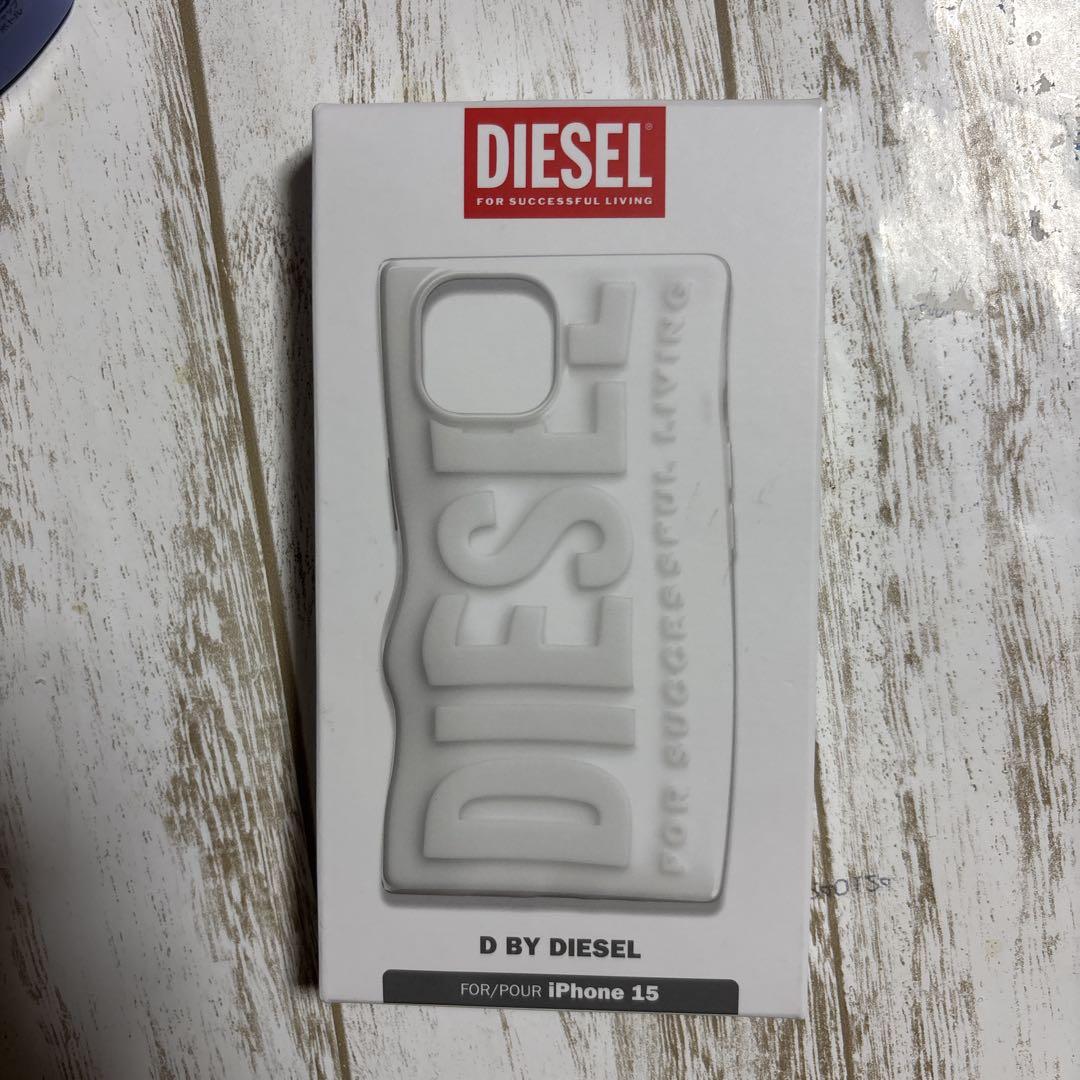 DIESEL®
FOR SUCCESSFUL LIVING
DIESEL
FOR SUCCESSFUL LIVING
D BY DIESEL
FOR/POUR iPhone 15